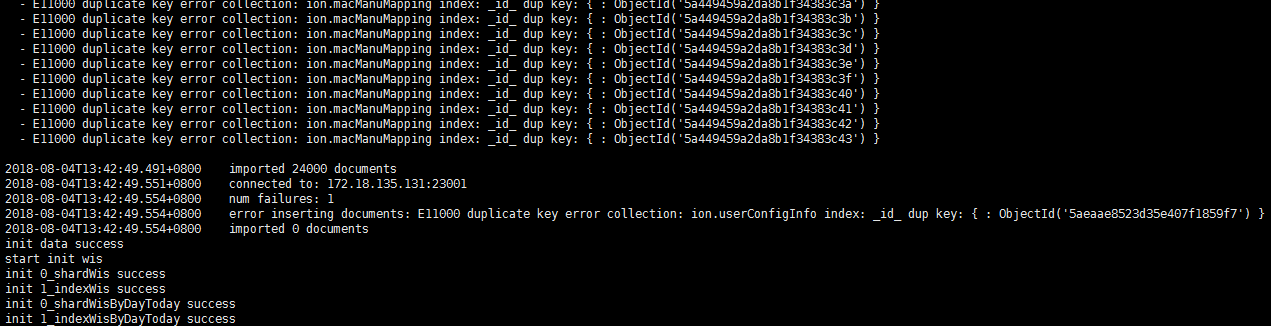 - E11000 duplicate key error collection: ion.macManuMapping index: _id_ dup key: { : ObjectId('5a449459a2da8b1f34383c3a') }
- E11000 duplicate key error collection: ion.macManuMapping index: _id_ dup key: { : ObjectId('5a449459a2da8b1f34383c3b') }
- E11000 duplicate key error collection: ion.macManuMapping index: _id_ dup key: { : ObjectId('5a449459a2da8b1f34383c3c') }
- E11000 duplicate key error collection: ion.macManuMapping index: _id_ dup key: { : ObjectId('5a449459a2da8b1f34383c3d') }
- E11000 duplicate key error collection: ion.macManuMapping index: _id_ dup key: { : ObjectId('5a449459a2da8b1f34383c3e') }
- E11000 duplicate key error collection: ion.macManuMapping index: _id_ dup key: { : ObjectId('5a449459a2da8b1f34383c3f') }
- E11000 duplicate key error collection: ion.macManuMapping index: _id_ dup key: { : ObjectId('5a449459a2da8b1f34383c40') }
- E11000 duplicate key error collection: ion.macManuMapping index: _id_ dup key: { : ObjectId('5a449459a2da8b1f34383c41') }
- E11000 duplicate key error collection: ion.macManuMapping index: _id_ dup key: { : ObjectId('5a449459a2da8b1f34383c42') }
- E11000 duplicate key error collection: ion.macManuMapping index: _id_ dup key: { : ObjectId('5a449459a2da8b1f34383c43') }
2018-08-04T13:42:49.491+0800 imported 24000 documents
2018-08-04T13:42:49.551+0800 connected to: 172.18.135.131:23001
2018-08-04T13:42:49.554+0800 num failures: 1
2018-08-04T13:42:49.554+0800 error inserting documents: E11000 duplicate key error collection: ion.userConfigInfo index: _id_ dup key: { : ObjectId('5aeaae8523d35e407f1859f7') }
2018-08-04T13:42:49.554+0800 imported 0 documents
init data success
start init wis
init 0_shardWis success
init 1_indexWis success
init 0_shardWisByDayToday success
init 1_indexWisByDayToday success